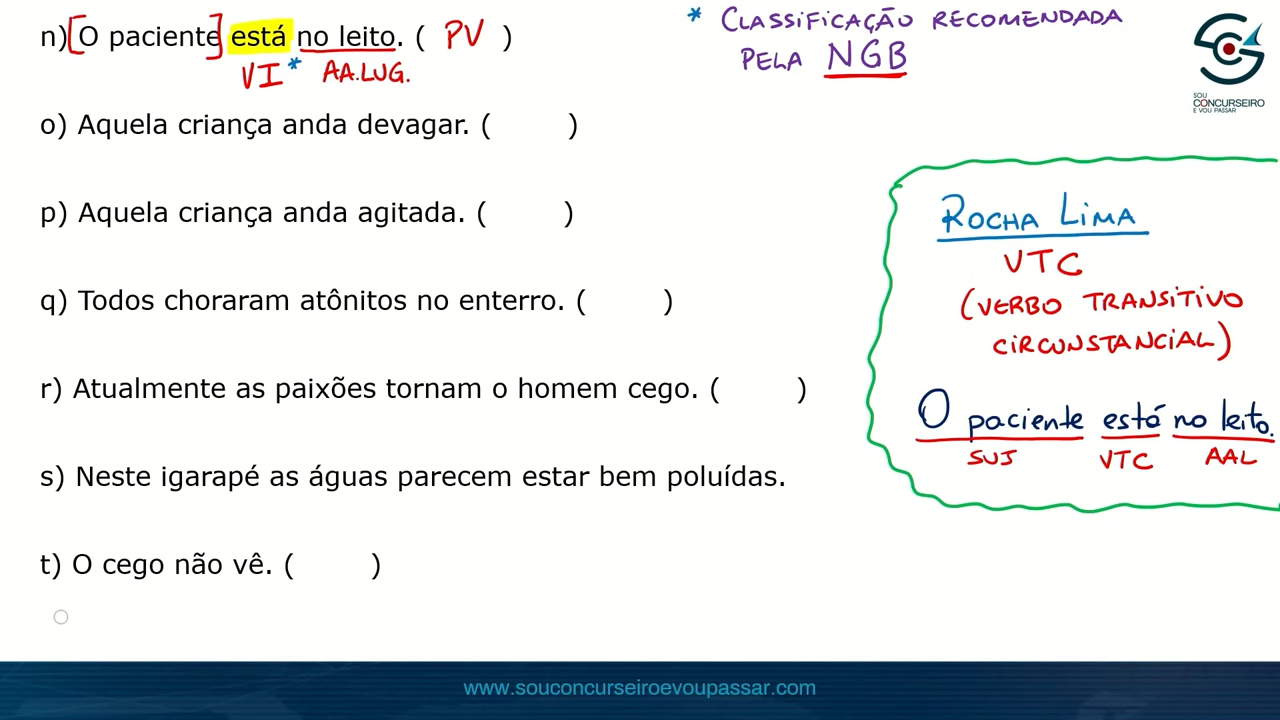 n) [O paciente] está no leito. ( PV )
VI* AA.LUG.
* CLASSIFICAÇÃO RECOMENDADA
PELA NGB
SOU
CONCURSEIRO
E VOU PASSAR
o) Aquela criança anda devagar. ( )
p) Aquela criança anda agitada. ( )
q) Todos choraram atônitos no enterro. ( )
r) Atualmente as paixões tornam o homem cego. ( )
s) Neste igarapé as águas parecem estar bem poluídas.
t) O cego não vê. ( )
ROCHA LIMA
VTC
(VERBO TRANSITIVO
CIRCUNSTANCIAL)
O paciente está no leito.
SUJ VTC AAL
www.souconcurseiroevoupassar.com